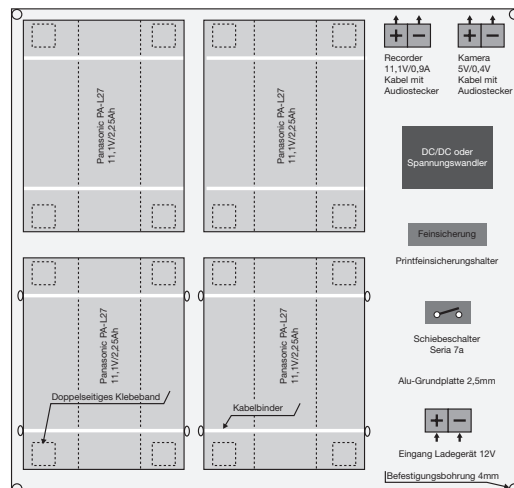 Panasonic PA-L27
11,1V/2,25Ah
Panasonic PA-L27
11,1V/2,25Ah
+ −
Recorder
11,1V/0,9A
Kabel mit
Audiostecker
+ −
Kamera
5V/0,4V
Kabel mit
Audiostecker
DC/DC oder
Spannungswandler
Feinsicherung
Printfeinsicherungshalter
Panasonic PA-L27
11,1V/2,25Ah
Panasonic PA-L27
11,1V/2,25Ah
Doppelseitiges Klebeband
Kabelbinder
Schiebeschalter
Seria 7a
Alu-Grundplatte 2,5mm
+ −
Eingang Ladegerät 12V
Befestigungsbohrung 4mm